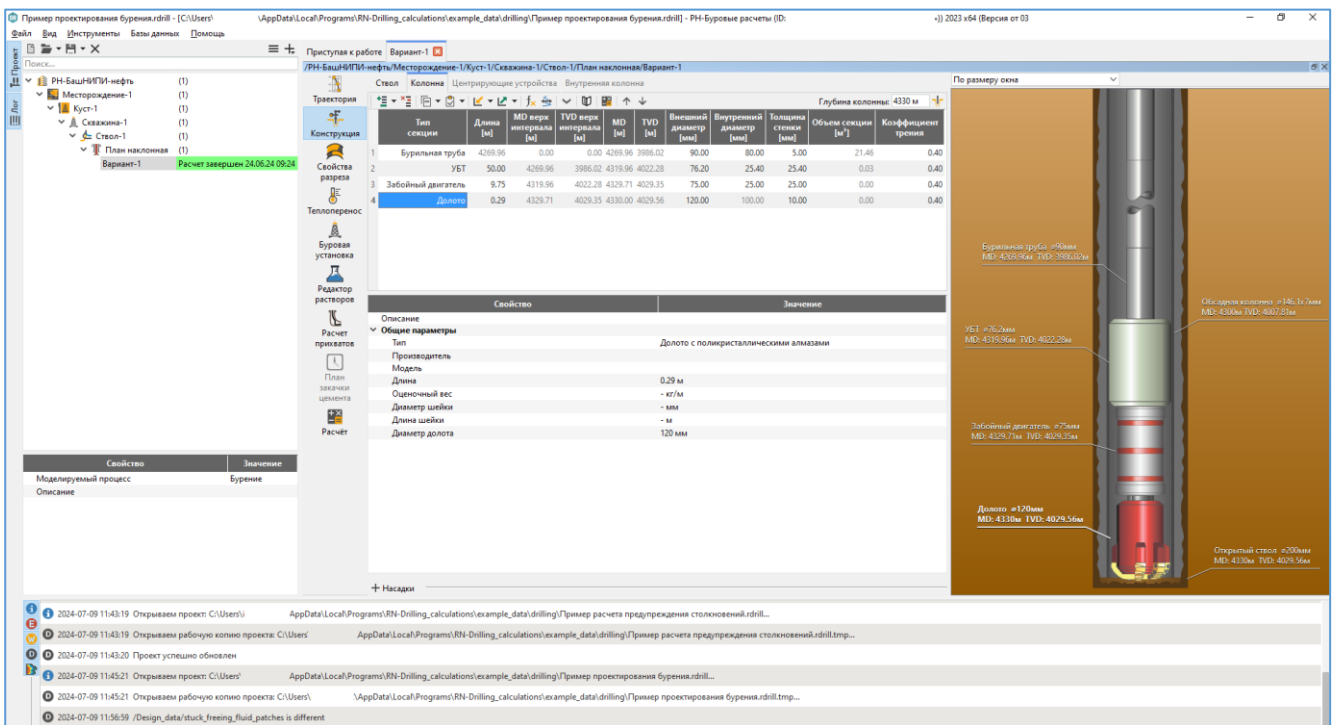 Пример проектирования бурения.rdrill - [C:\Users\ \AppData\Local\Programs\RN-Drilling_calculations\example_data\drilling\Пример проектирования бурения.rdrill] - РН-Буровые расчеты (ID: «)) 2023 x64 (Версия от 03
Файл Вид Инструменты Базы данных Помощь
Проект
Лог
Поиск...
РН-БашНИПИ-нефть (1)
Месторождение-1 (1)
Куст-1 (1)
Скважина-1 (1)
Ствол-1 (1)
План наклонная (1)
Вариант-1 Расчет завершен 24.06.24 09:24
Свойство Значение
Моделируемый процесс Бурение
Описание
Приступая к работе Вариант-1
/РН-БашНИПИ-нефть/Месторождение-1/Куст-1/Скважина-1/Ствол-1/План наклонная/Вариант-1
Траектория
Конструкция
Свойства разреза
Теплоперенос
Буровая установка
Редактор растворов
Расчет прихватов
План закачки цемента
Расчёт
Ствол Колонна Центрирующие устройства Внутренняя колонна
Глубина колонны: 4330 м
Тип секции Длина [м] MD верх интервала [м] TVD верх интервала [м] MD [м] TVD [м] Внешний диаметр [мм] Внутренний диаметр [мм] Толщина стенки [мм] Объем секции [м³] Коэффициент трения
1 Бурильная труба 4269.96 0.00 0.00 4269.96 3986.02 90.00 80.00 5.00 21.46 0.40
2 УБТ 50.00 4269.96 3986.02 4319.96 4022.28 76.20 25.40 25.40 0.03 0.40
3 Забойный двигатель 9.75 4319.96 4022.28 4329.71 4029.35 75.00 25.00 25.00 0.00 0.40
4 Долото 0.29 4329.71 4029.35 4330.00 4029.56 120.00 100.00 10.00 0.00 0.40
Свойство Значение
Описание
Общие параметры
Тип Долото с поликристаллическими алмазами
Производитель
Модель
Длина 0.29 м
Оценочный вес - кг/м
Диаметр шейки - мм
Длина шейки - м
Диаметр долота 120 мм
Насадки
По размеру окна
Бурильная труба ⌀90мм
MD: 4269.96м TVD: 3986.02м
Обсадная колонна ⌀146.1x7мм
MD: 4300м TVD: 4007.81м
УБТ ⌀76.2мм
MD: 4319.96м TVD: 4022.28м
Забойный двигатель ⌀75мм
MD: 4329.71м TVD: 4029.35м
Долото ⌀120мм
MD: 4330м TVD: 4029.56м
Открытый ствол ⌀200мм
MD: 4330м TVD: 4029.56м
2024-07-09 11:43:19 Открываем проект: C:\Users\ AppData\Local\Programs\RN-Drilling_calculations\example_data\drilling\Пример расчета предупреждения столкновений.rdrill...
2024-07-09 11:43:19 Открываем рабочую копию проекта: C:\Users AppData\Local\Programs\RN-Drilling_calculations\example_data\drilling\Пример расчета предупреждения столкновений.rdrill.tmp...
2024-07-09 11:43:20 Проект успешно обновлен
2024-07-09 11:45:21 Открываем проект: C:\Users\ AppData\Local\Programs\RN-Drilling_calculations\example_data\drilling\Пример проектирования бурения.rdrill...
2024-07-09 11:45:21 Открываем рабочую копию проекта: C:\Users\ \AppData\Local\Programs\RN-Drilling_calculations\example_data\drilling\Пример проектирования бурения.rdrill.tmp...
2024-07-09 11:56:59 /Design_data/stuck_freeing_fluid_patches is different